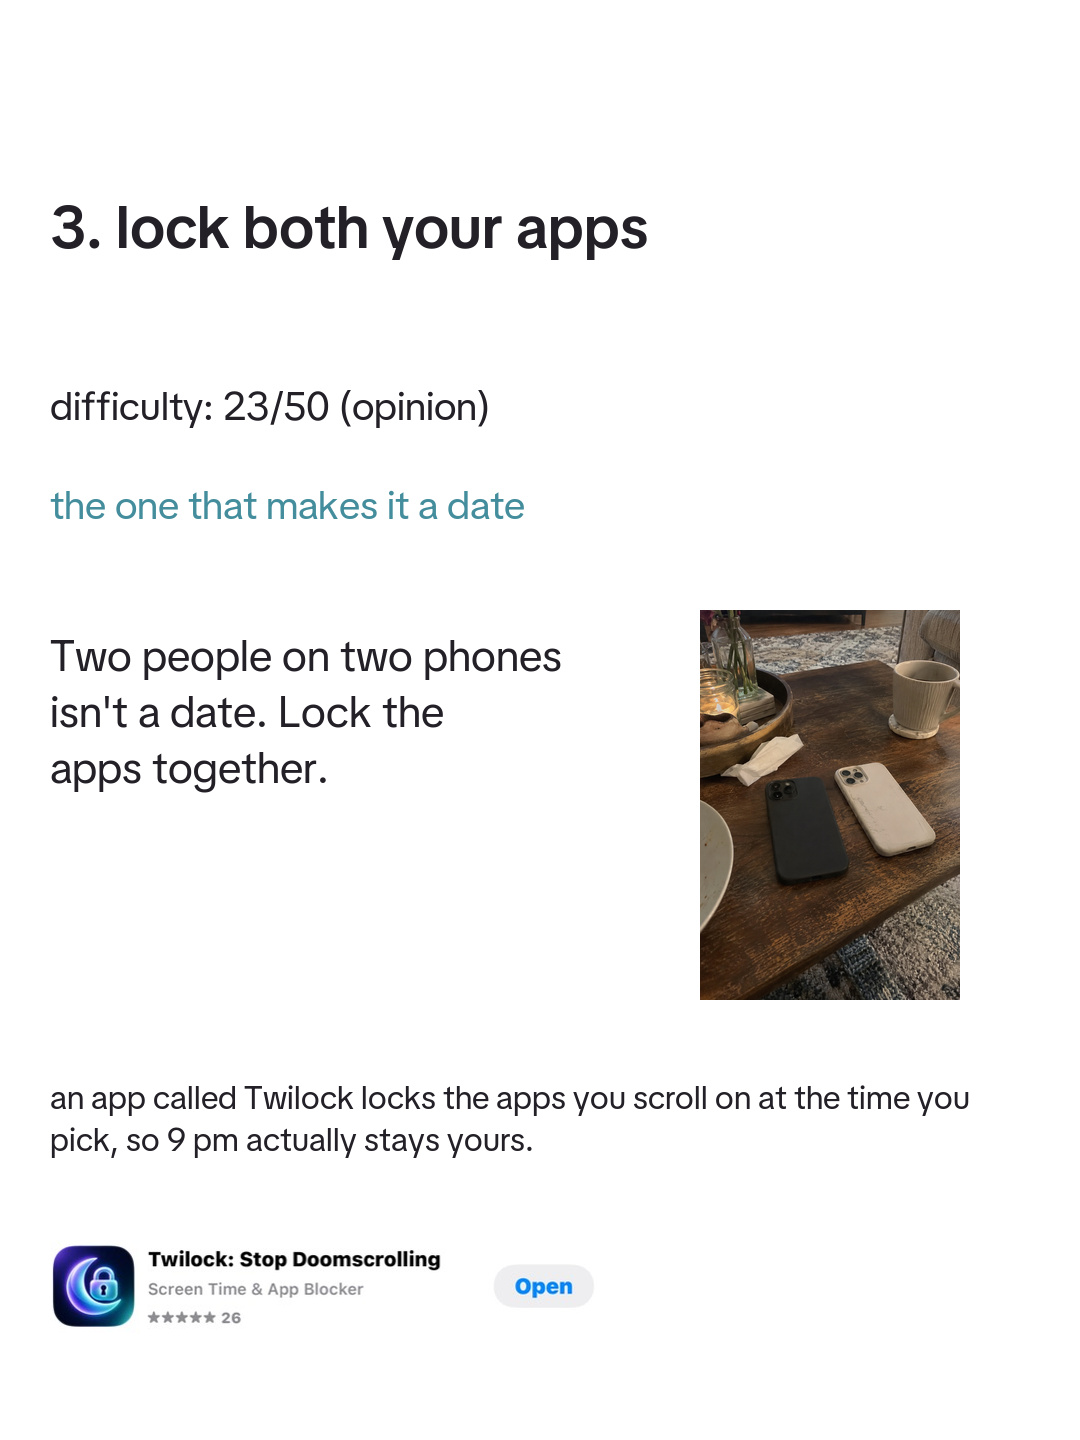 3. lock both your apps
difficulty: 23/50 (opinion)
the one that makes it a date
Two people on two phones
isn't a date. Lock the
apps together.
an app called Twilock locks the apps you scroll on at the time you
pick, so 9 pm actually stays yours.
Twilock: Stop Doomscrolling
Screen Time & App Blocker
★★★★★ 26
Open